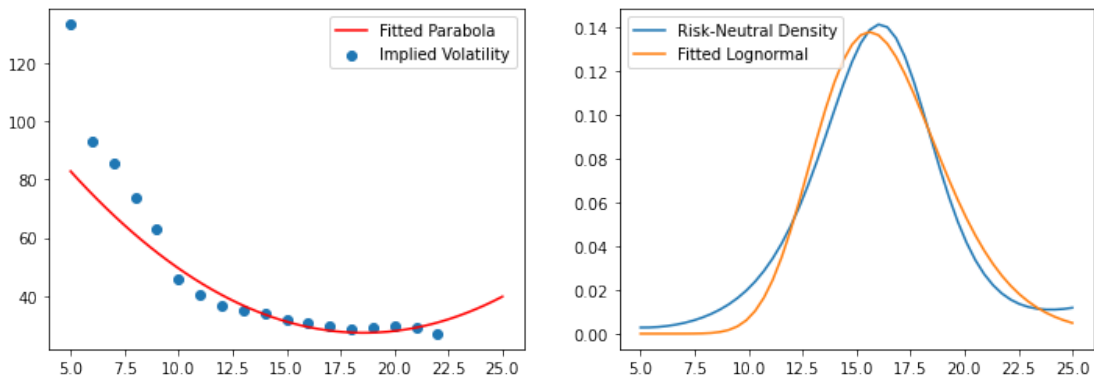 Fitted Parabola
Implied Volatility
120
100
80
60
40
5.0 7.5 10.0 12.5 15.0 17.5 20.0 22.5 25.0
Risk-Neutral Density
Fitted Lognormal
0.14
0.12
0.10
0.08
0.06
0.04
0.02
0.00
5.0 7.5 10.0 12.5 15.0 17.5 20.0 22.5 25.0